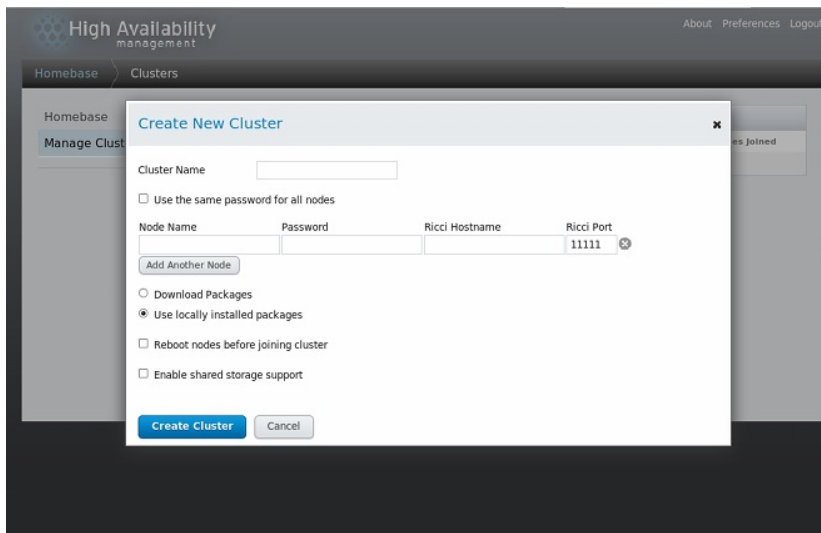 High Availability
management
About Preferences Logout
Homebase Clusters
Homebase
Manage Clust
es Joined
Create New Cluster
Cluster Name
Use the same password for all nodes
Node Name Password Ricci Hostname Ricci Port
11111
Add Another Node
Download Packages
Use locally installed packages
Reboot nodes before joining cluster
Enable shared storage support
Create Cluster Cancel